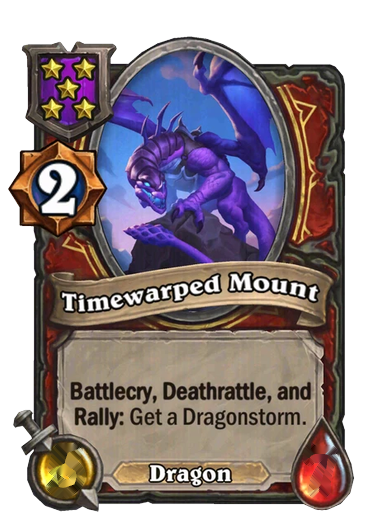 2
Timewarped Mount
Battlecry, Deathrattle, and
Rally: Get a Dragonstorm.
Dragon